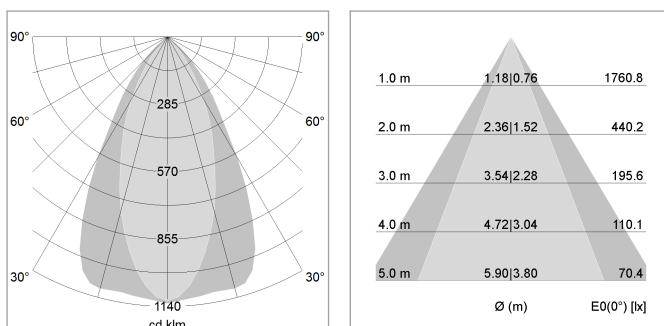 90° 90°
285
60° 60°
570
855
30° 30°
1140
cd klm
1.0 m 1.18|0.76 1760.8
2.0 m 2.36|1.52 440.2
3.0 m 3.54|2.28 195.6
4.0 m 4.72|3.04 110.1
5.0 m 5.90|3.80 70.4
Ø (m) E0(0°) [lx]